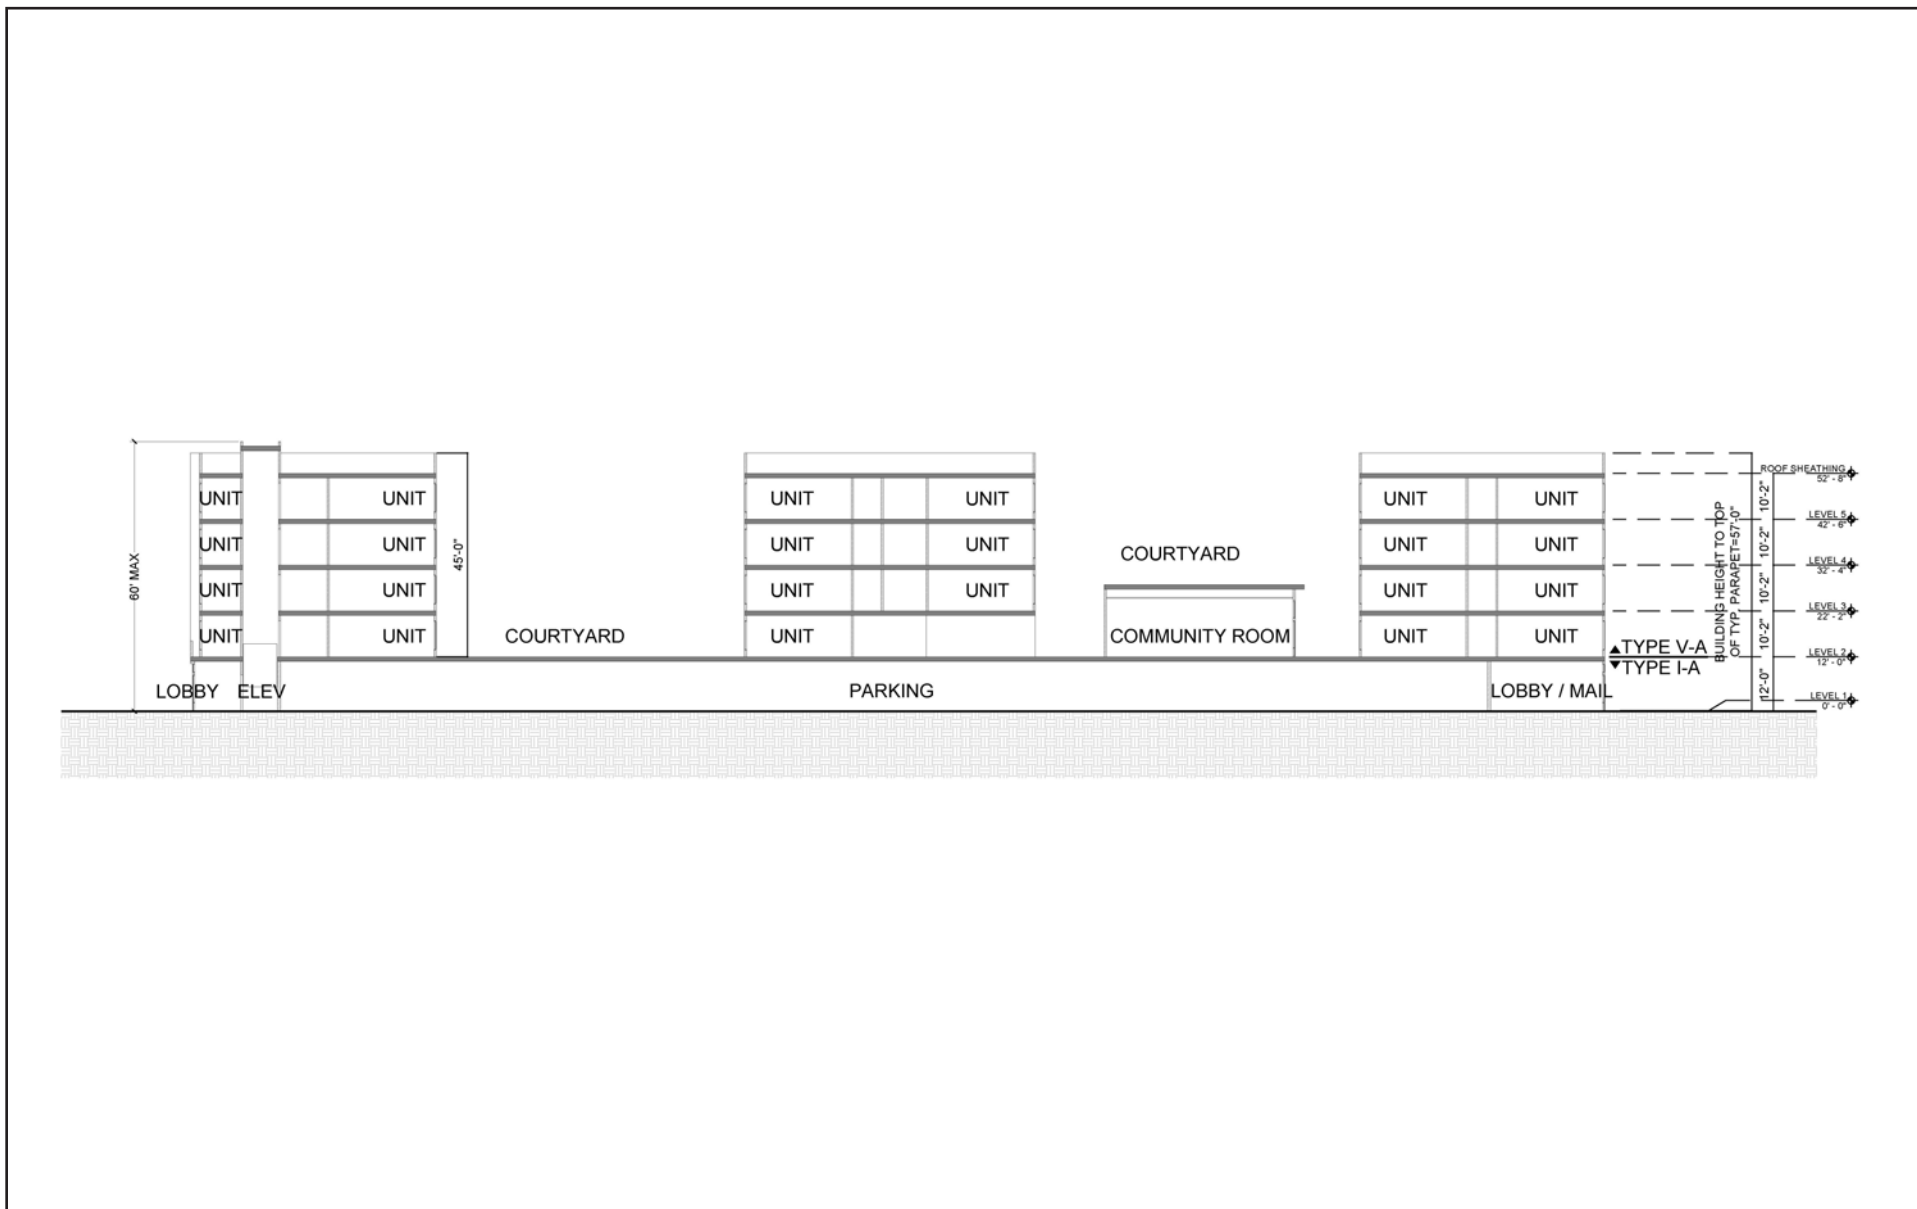 60' MAX
UNIT UNIT
UNIT UNIT
UNIT UNIT
UNIT UNIT
45'-0"
COURTYARD
LOBBY ELEV
UNIT UNIT
UNIT UNIT
UNIT UNIT
UNIT
PARKING
COURTYARD
COMMUNITY ROOM
UNIT UNIT
UNIT UNIT
UNIT UNIT
UNIT UNIT
LOBBY / MAIL
TYPE V-A
TYPE I-A
BUILDING HEIGHT TO TOP
OF TYP. PARAPET=57'-0"
10'-2"
10'-2"
10'-2"
10'-2"
12'-0"
ROOF SHEATHING
52' - 8"
LEVEL 5
42' - 6"
LEVEL 4
32' - 4"
LEVEL 3
22' - 2"
LEVEL 2
12' - 0"
LEVEL 1
0' - 0"